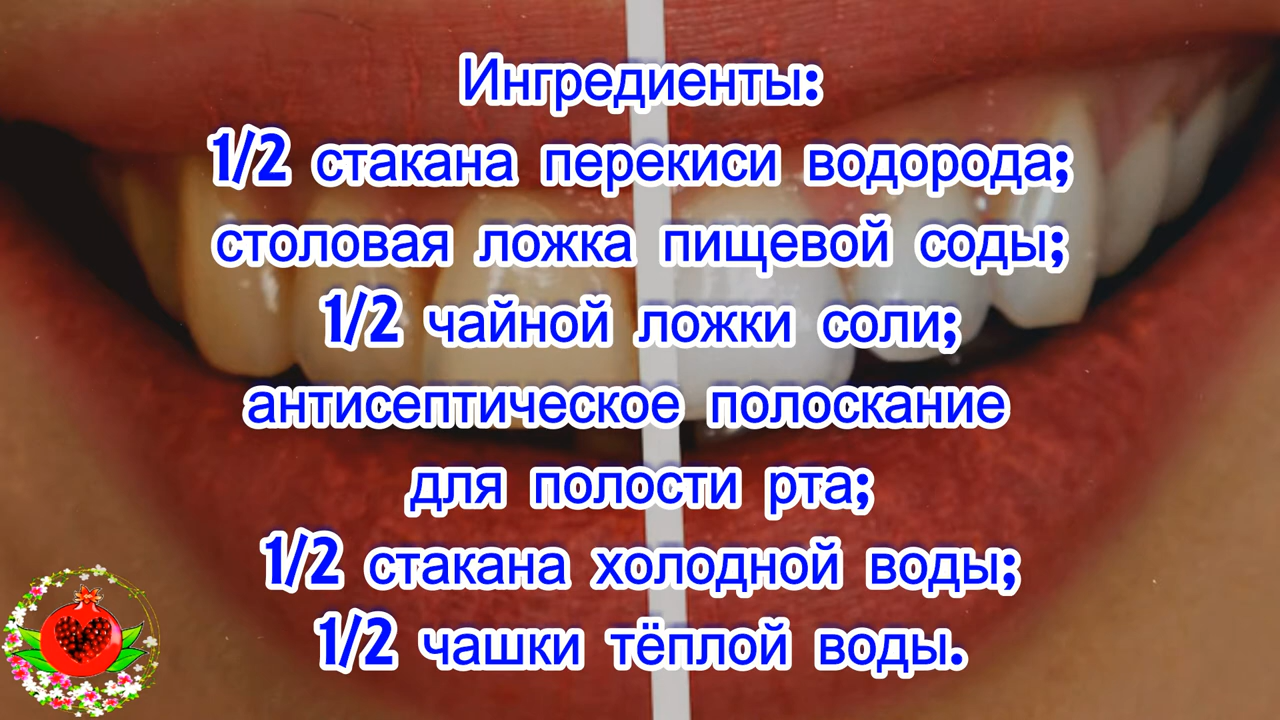 Ингредиенты:
1/2 стакана перекиси водорода;
столовая ложка пищевой соды;
1/2 чайной ложки соли;
антисептическое полоскание
для полости рта;
1/2 стакана холодной воды;
1/2 чашки тёплой воды.